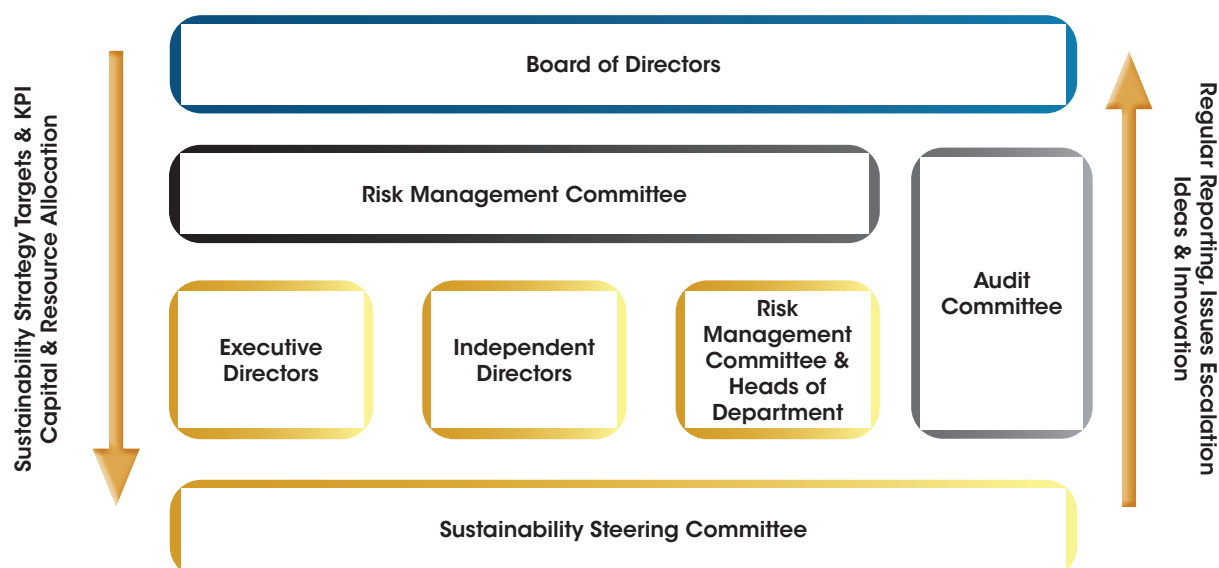 Sustainability Strategy Targets & KPI
Capital & Resource Allocation
Board of Directors
Risk Management Committee
Executive
Directors
Independent
Directors
Risk
Management
Committee &
Heads of
Department
Audit
Committee
Sustainability Steering Committee
Regular Reporting, Issues Escalation
Ideas & Innovation